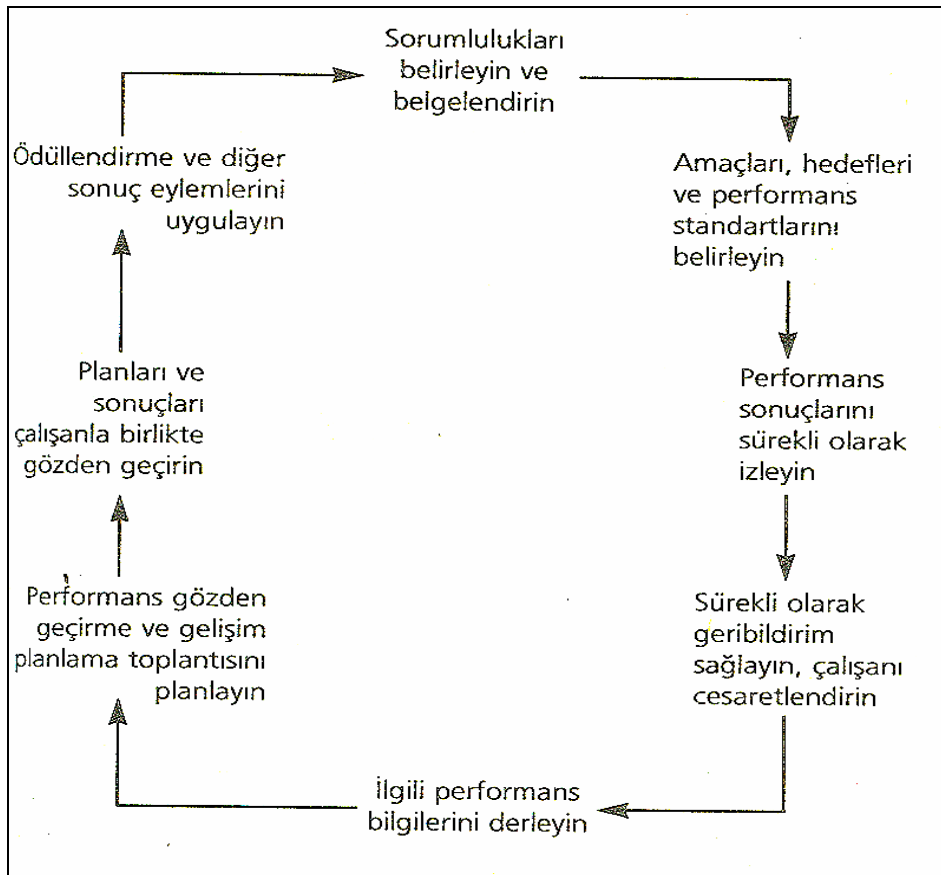 Sorumlulukları
belirleyin ve
belgelendirin
Amaçları, hedefleri
ve performans
standartlarını
belirleyin
Performans
sonuçlarını
sürekli olarak
izleyin
Sürekli olarak
geribildirim
sağlayın, çalışanı
cesaretlendirin
İlgili performans
bilgilerini derleyin
Performans gözden
geçirme ve gelişim
planlama toplantısını
planlayın
Planları ve
sonuçları
çalışanla birlikte
gözden geçirin
Ödüllendirme ve diğer
sonuç eylemlerini
uygulayın